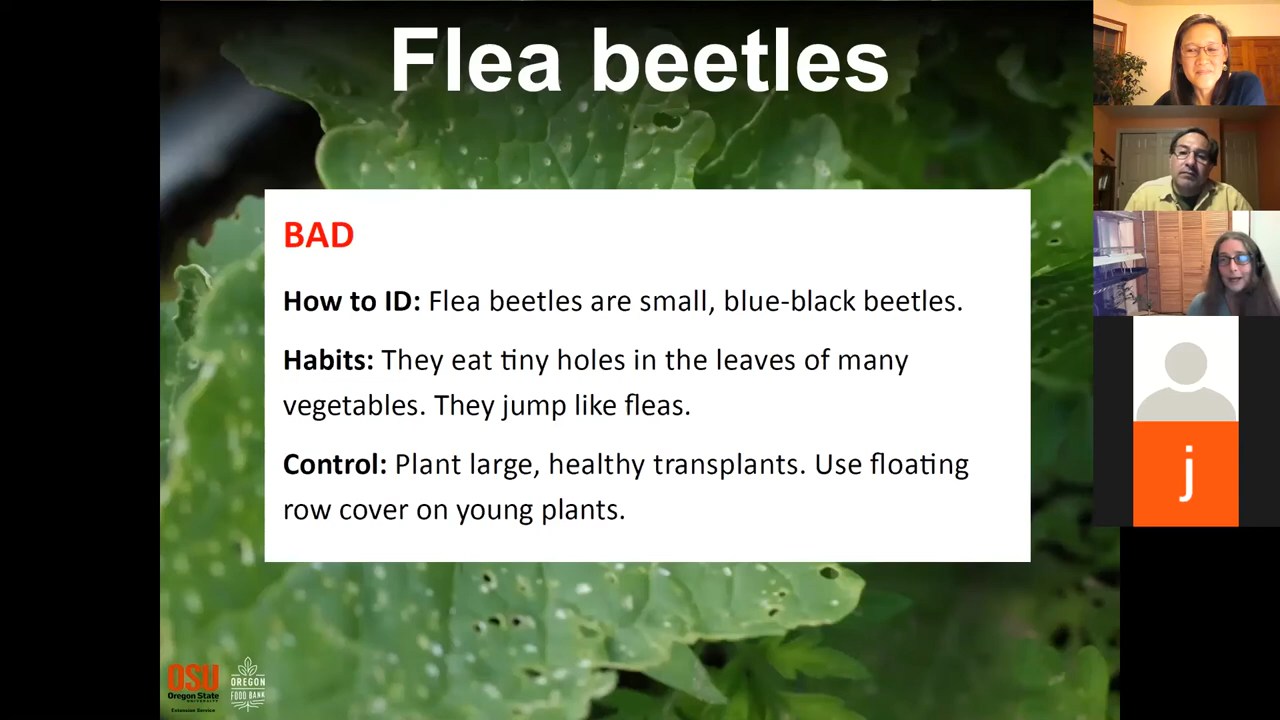 Flea beetles
BAD
How to ID: Flea beetles are small, blue-black beetles.
Habits: They eat tiny holes in the leaves of many
vegetables. They jump like fleas.
Control: Plant large, healthy transplants. Use floating
row cover on young plants.
j
OSU
Oregon State
University
Extension Service
OREGON
FOOD BANK